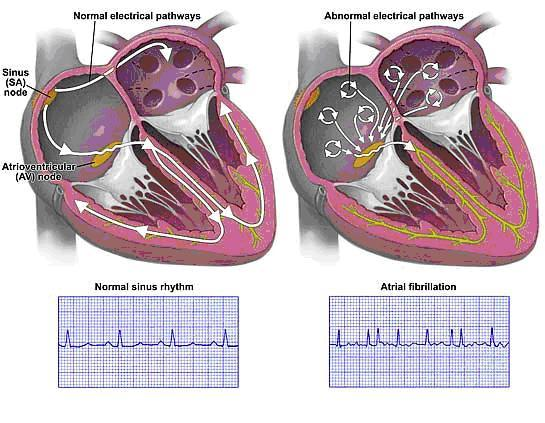 Normal electrical pathways
Abnormal electrical pathways
Sinus
(SA)
node
Atrioventricular
(AV) node
Normal sinus rhythm
Atrial fibrillation